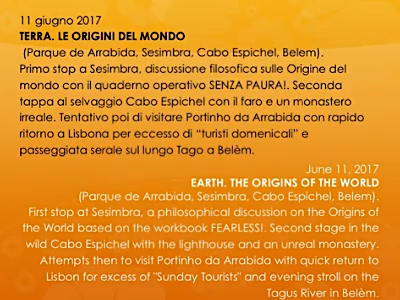 11 giugno 2017
TERRA. LE ORIGINI DEL MONDO
(Parque de Arrabida, Sesimbra, Cabo Espichel, Belem).
Primo stop a Sesimbra, discussione filosofica sulle Origine del
mondo con il quaderno operativo SENZA PAURA!. Seconda
tappa al selvaggio Cabo Espichel con il faro e un monastero
irreale. Tentativo poi di visitare Portinho da Arrabida con rapido
ritorno a Lisbona per eccesso di “turisti domenicali” e
passeggiata serale sul lungo Tago a Belèm.
June 11, 2017
EARTH. THE ORIGINS OF THE WORLD
(Parque de Arrabida, Sesimbra, Cabo Espichel, Belem).
First stop at Sesimbra, a philosophical discussion on the Origins of
the World based on the workbook FEARLESS!. Second stage in the
wild Cabo Espichel with the lighthouse and an unreal monastery.
Attempts then to visit Portinho da Arrabida with quick return to
Lisbon for excess of "Sunday Tourists" and evening stroll on the
Tagus River in Belèm.